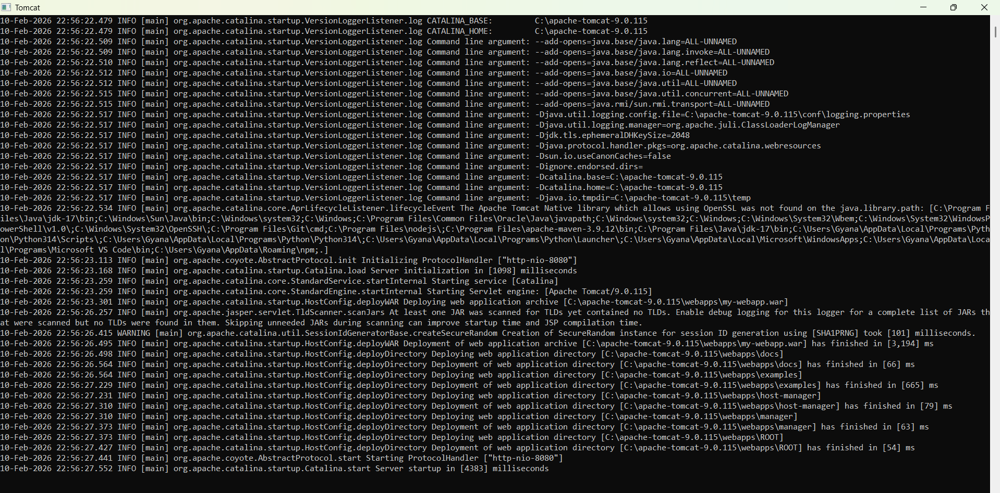 Tomcat
10-Feb-2026 22:56:22.479 INFO [main] org.apache.catalina.startup.VersionLoggerListener.log CATALINA_BASE:         C:\apache-tomcat-9.0.115
10-Feb-2026 22:56:22.479 INFO [main] org.apache.catalina.startup.VersionLoggerListener.log CATALINA_HOME:         C:\apache-tomcat-9.0.115
10-Feb-2026 22:56:22.509 INFO [main] org.apache.catalina.startup.VersionLoggerListener.log Command line argument: --add-opens=java.base/java.lang=ALL-UNNAMED
10-Feb-2026 22:56:22.509 INFO [main] org.apache.catalina.startup.VersionLoggerListener.log Command line argument: --add-opens=java.base/java.lang.invoke=ALL-UNNAMED
10-Feb-2026 22:56:22.510 INFO [main] org.apache.catalina.startup.VersionLoggerListener.log Command line argument: --add-opens=java.base/java.lang.reflect=ALL-UNNAMED
10-Feb-2026 22:56:22.512 INFO [main] org.apache.catalina.startup.VersionLoggerListener.log Command line argument: --add-opens=java.base/java.io=ALL-UNNAMED
10-Feb-2026 22:56:22.512 INFO [main] org.apache.catalina.startup.VersionLoggerListener.log Command line argument: --add-opens=java.base/java.util=ALL-UNNAMED
10-Feb-2026 22:56:22.515 INFO [main] org.apache.catalina.startup.VersionLoggerListener.log Command line argument: --add-opens=java.base/java.util.concurrent=ALL-UNNAMED
10-Feb-2026 22:56:22.515 INFO [main] org.apache.catalina.startup.VersionLoggerListener.log Command line argument: --add-opens=java.rmi/sun.rmi.transport=ALL-UNNAMED
10-Feb-2026 22:56:22.517 INFO [main] org.apache.catalina.startup.VersionLoggerListener.log Command line argument: -Djava.util.logging.config.file=C:\apache-tomcat-9.0.115\conf\logging.properties
10-Feb-2026 22:56:22.517 INFO [main] org.apache.catalina.startup.VersionLoggerListener.log Command line argument: -Djava.util.logging.manager=org.apache.juli.ClassLoaderLogManager
10-Feb-2026 22:56:22.517 INFO [main] org.apache.catalina.startup.VersionLoggerListener.log Command line argument: -Djdk.tls.ephemeralDHKeySize=2048
10-Feb-2026 22:56:22.517 INFO [main] org.apache.catalina.startup.VersionLoggerListener.log Command line argument: -Djava.protocol.handler.pkgs=org.apache.catalina.webresources
10-Feb-2026 22:56:22.517 INFO [main] org.apache.catalina.startup.VersionLoggerListener.log Command line argument: -Dsun.io.useCanonCaches=false
10-Feb-2026 22:56:22.517 INFO [main] org.apache.catalina.startup.VersionLoggerListener.log Command line argument: -Dignore.endorsed.dirs=
10-Feb-2026 22:56:22.517 INFO [main] org.apache.catalina.startup.VersionLoggerListener.log Command line argument: -Dcatalina.base=C:\apache-tomcat-9.0.115
10-Feb-2026 22:56:22.517 INFO [main] org.apache.catalina.startup.VersionLoggerListener.log Command line argument: -Dcatalina.home=C:\apache-tomcat-9.0.115
10-Feb-2026 22:56:22.517 INFO [main] org.apache.catalina.startup.VersionLoggerListener.log Command line argument: -Djava.io.tmpdir=C:\apache-tomcat-9.0.115\temp
10-Feb-2026 22:56:22.534 INFO [main] org.apache.catalina.core.AprLifecycleListener.lifecycleEvent The Apache Tomcat Native library which allows using OpenSSL was not found on the java.library.path: [C:\Program F
iles\Java\jdk-17\bin;C:\Windows\Sun\Java\bin;C:\Windows\system32;C:\Windows;C:\Program Files\Common Files\Oracle\Java\javapath;C:\Windows\system32;C:\Windows;C:\Windows\System32\Wbem;C:\Windows\System32\WindowsP
owerShell\v1.0\;C:\Windows\System32\OpenSSH\;C:\Program Files\Git\cmd;C:\Program Files\nodejs\;C:\Program Files\apache-maven-3.9.12\bin;C:\Program Files\Java\jdk-17\bin;C:\Users\Gyana\AppData\Local\Programs\Pyth
on\Python314\Scripts\;C:\Users\Gyana\AppData\Local\Programs\Python\Python314\;C:\Users\Gyana\AppData\Local\Programs\Python\Launcher\;C:\Users\Gyana\AppData\Local\Microsoft\WindowsApps;C:\Users\Gyana\AppData\Loca
l\Programs\Microsoft VS Code\bin;C:\Users\Gyana\AppData\Roaming\npm;.]
10-Feb-2026 22:56:23.113 INFO [main] org.apache.coyote.AbstractProtocol.init Initializing ProtocolHandler ["http-nio-8080"]
10-Feb-2026 22:56:23.168 INFO [main] org.apache.catalina.startup.Catalina.load Server initialization in [1098] milliseconds
10-Feb-2026 22:56:23.259 INFO [main] org.apache.catalina.core.StandardService.startInternal Starting service [Catalina]
10-Feb-2026 22:56:23.259 INFO [main] org.apache.catalina.core.StandardEngine.startInternal Starting Servlet engine: [Apache Tomcat/9.0.115]
10-Feb-2026 22:56:23.301 INFO [main] org.apache.catalina.startup.HostConfig.deployWAR Deploying web application archive [C:\apache-tomcat-9.0.115\webapps\my-webapp.war]
10-Feb-2026 22:56:26.257 INFO [main] org.apache.jasper.servlet.TldScanner.scanJars At least one JAR was scanned for TLDs yet contained no TLDs. Enable debug logging for this logger for a complete list of JARs th
at were scanned but no TLDs were found in them. Skipping unneeded JARs during scanning can improve startup time and JSP compilation time.
10-Feb-2026 22:56:26.415 WARNING [main] org.apache.catalina.util.SessionIdGeneratorBase.createSecureRandom Creation of SecureRandom instance for session ID generation using [SHA1PRNG] took [101] milliseconds.
10-Feb-2026 22:56:26.495 INFO [main] org.apache.catalina.startup.HostConfig.deployWAR Deployment of web application archive [C:\apache-tomcat-9.0.115\webapps\my-webapp.war] has finished in [3,194] ms
10-Feb-2026 22:56:26.498 INFO [main] org.apache.catalina.startup.HostConfig.deployDirectory Deploying web application directory [C:\apache-tomcat-9.0.115\webapps\docs]
10-Feb-2026 22:56:26.564 INFO [main] org.apache.catalina.startup.HostConfig.deployDirectory Deployment of web application directory [C:\apache-tomcat-9.0.115\webapps\docs] has finished in [66] ms
10-Feb-2026 22:56:26.564 INFO [main] org.apache.catalina.startup.HostConfig.deployDirectory Deploying web application directory [C:\apache-tomcat-9.0.115\webapps\examples]
10-Feb-2026 22:56:27.229 INFO [main] org.apache.catalina.startup.HostConfig.deployDirectory Deployment of web application directory [C:\apache-tomcat-9.0.115\webapps\examples] has finished in [665] ms
10-Feb-2026 22:56:27.231 INFO [main] org.apache.catalina.startup.HostConfig.deployDirectory Deploying web application directory [C:\apache-tomcat-9.0.115\webapps\host-manager]
10-Feb-2026 22:56:27.310 INFO [main] org.apache.catalina.startup.HostConfig.deployDirectory Deployment of web application directory [C:\apache-tomcat-9.0.115\webapps\host-manager] has finished in [79] ms
10-Feb-2026 22:56:27.310 INFO [main] org.apache.catalina.startup.HostConfig.deployDirectory Deploying web application directory [C:\apache-tomcat-9.0.115\webapps\manager]
10-Feb-2026 22:56:27.373 INFO [main] org.apache.catalina.startup.HostConfig.deployDirectory Deployment of web application directory [C:\apache-tomcat-9.0.115\webapps\manager] has finished in [63] ms
10-Feb-2026 22:56:27.373 INFO [main] org.apache.catalina.startup.HostConfig.deployDirectory Deploying web application directory [C:\apache-tomcat-9.0.115\webapps\ROOT]
10-Feb-2026 22:56:27.427 INFO [main] org.apache.catalina.startup.HostConfig.deployDirectory Deployment of web application directory [C:\apache-tomcat-9.0.115\webapps\ROOT] has finished in [54] ms
10-Feb-2026 22:56:27.441 INFO [main] org.apache.coyote.AbstractProtocol.start Starting ProtocolHandler ["http-nio-8080"]
10-Feb-2026 22:56:27.552 INFO [main] org.apache.catalina.startup.Catalina.start Server startup in [4383] milliseconds